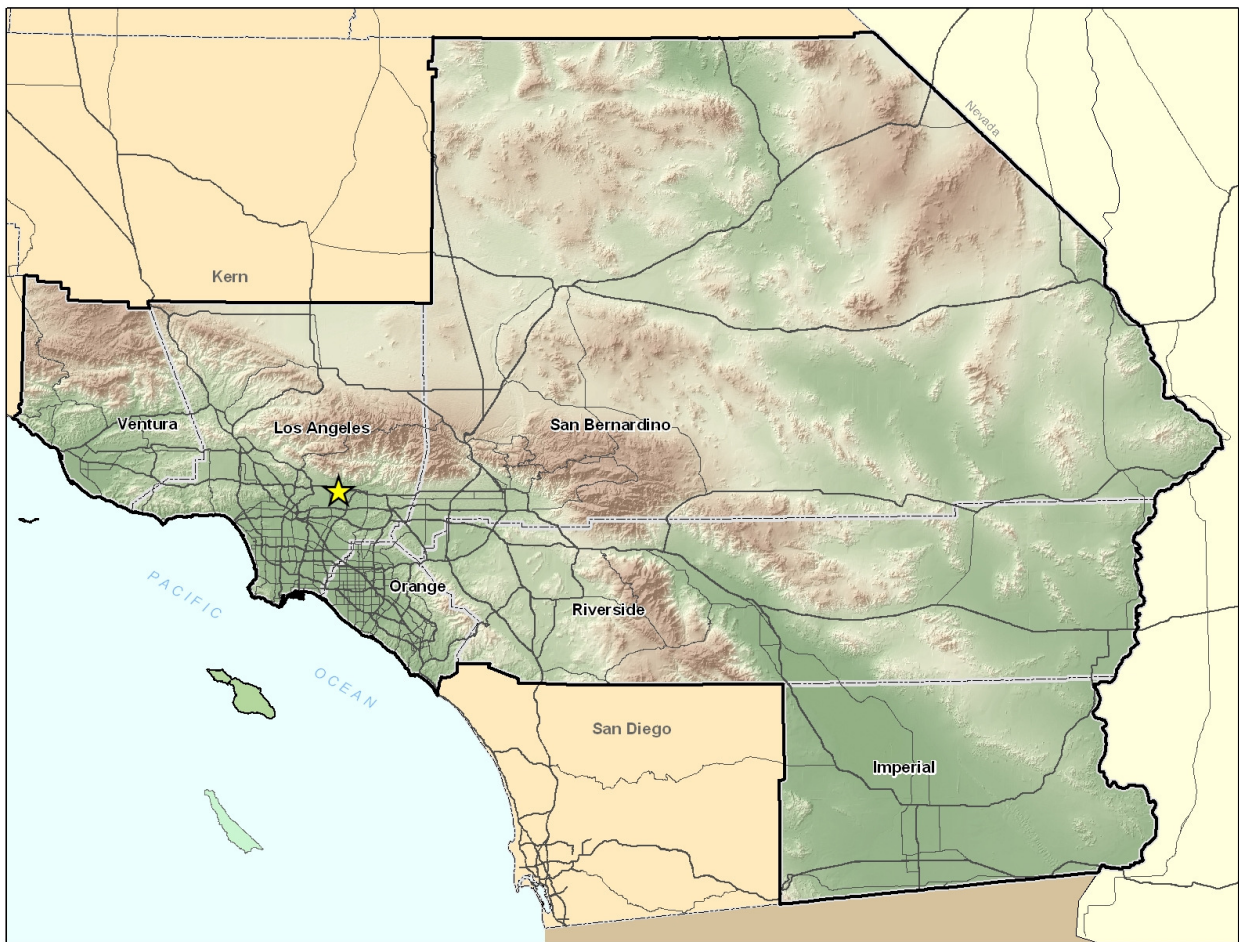 Nevada
Kern
Ventura
Los Angeles
San Bernardino
Orange
Riverside
PACIFIC
OCEAN
San Diego
Imperial